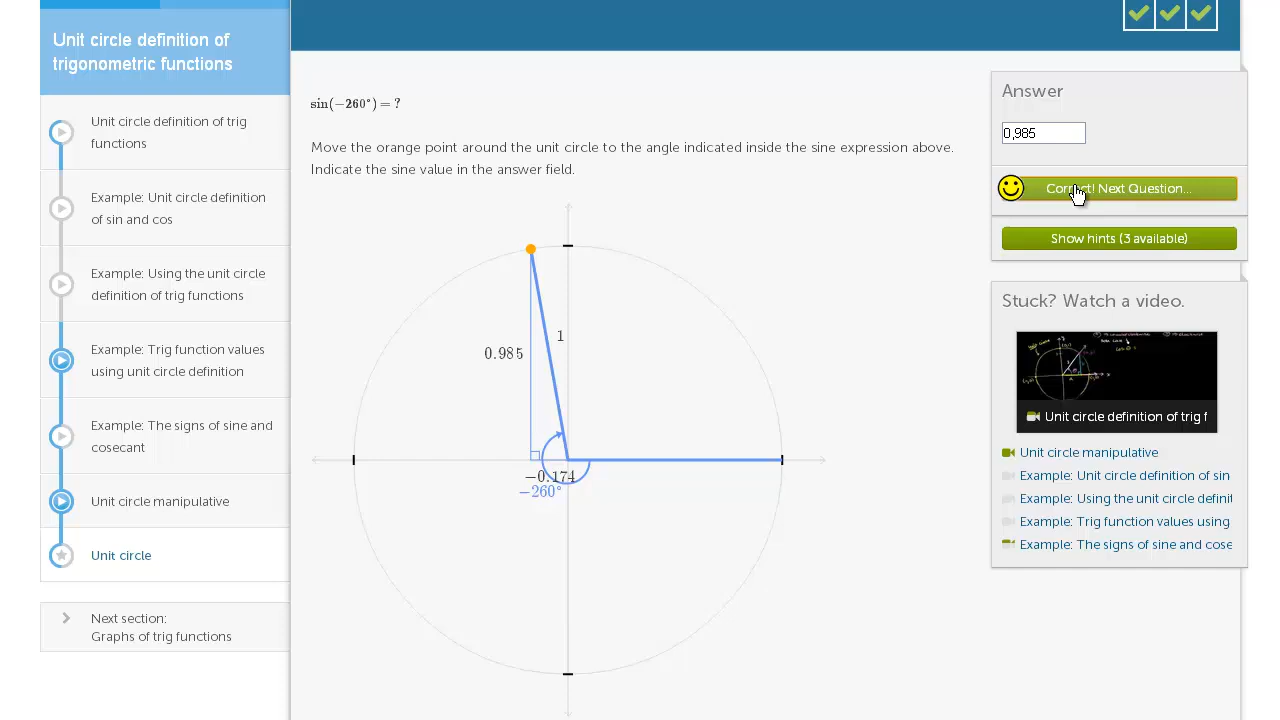 Unit circle definition of
trigonometric functions
Unit circle definition of trig
functions
Example: Unit circle definition
of sin and cos
Example: Using the unit circle
definition of trig functions
Example: Trig function values
using unit circle definition
Example: The signs of sine and
cosecant
Unit circle manipulative
Unit circle
Next section:
Graphs of trig functions
sin(−260°) = ?
Move the orange point around the unit circle to the angle indicated inside the sine expression above.
Indicate the sine value in the answer field.
1
0.985
−0.174
−260°
Answer
0,985
Correct! Next Question...
Show hints (3 available)
Stuck? Watch a video.
Unit circle definition of trig f
Unit circle manipulative
Example: Unit circle definition of sin
Example: Using the unit circle definit
Example: Trig function values using
Example: The signs of sine and cose